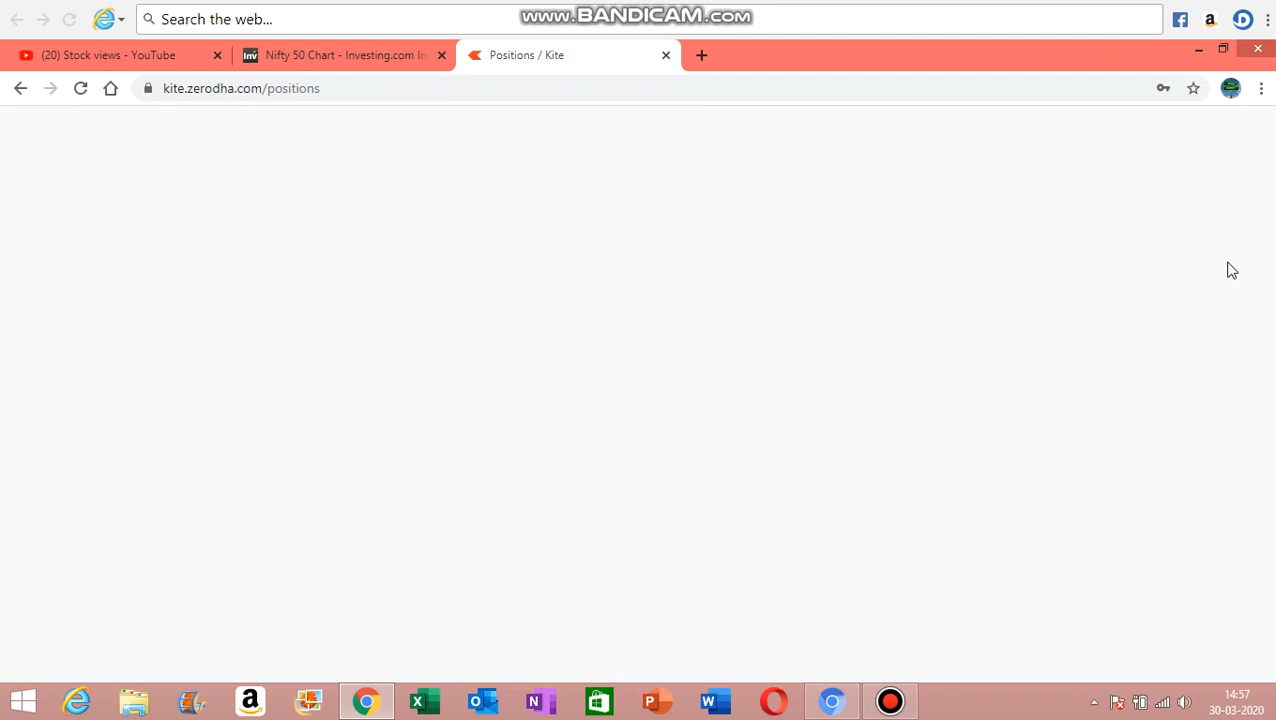 Search the web...
www.BANDICAM.com
(20) Stock views - YouTube
Inv
Nifty 50 Chart - Investing.com In
Positions / Kite
kite.zerodha.com/positions
14:57
30-03-2020